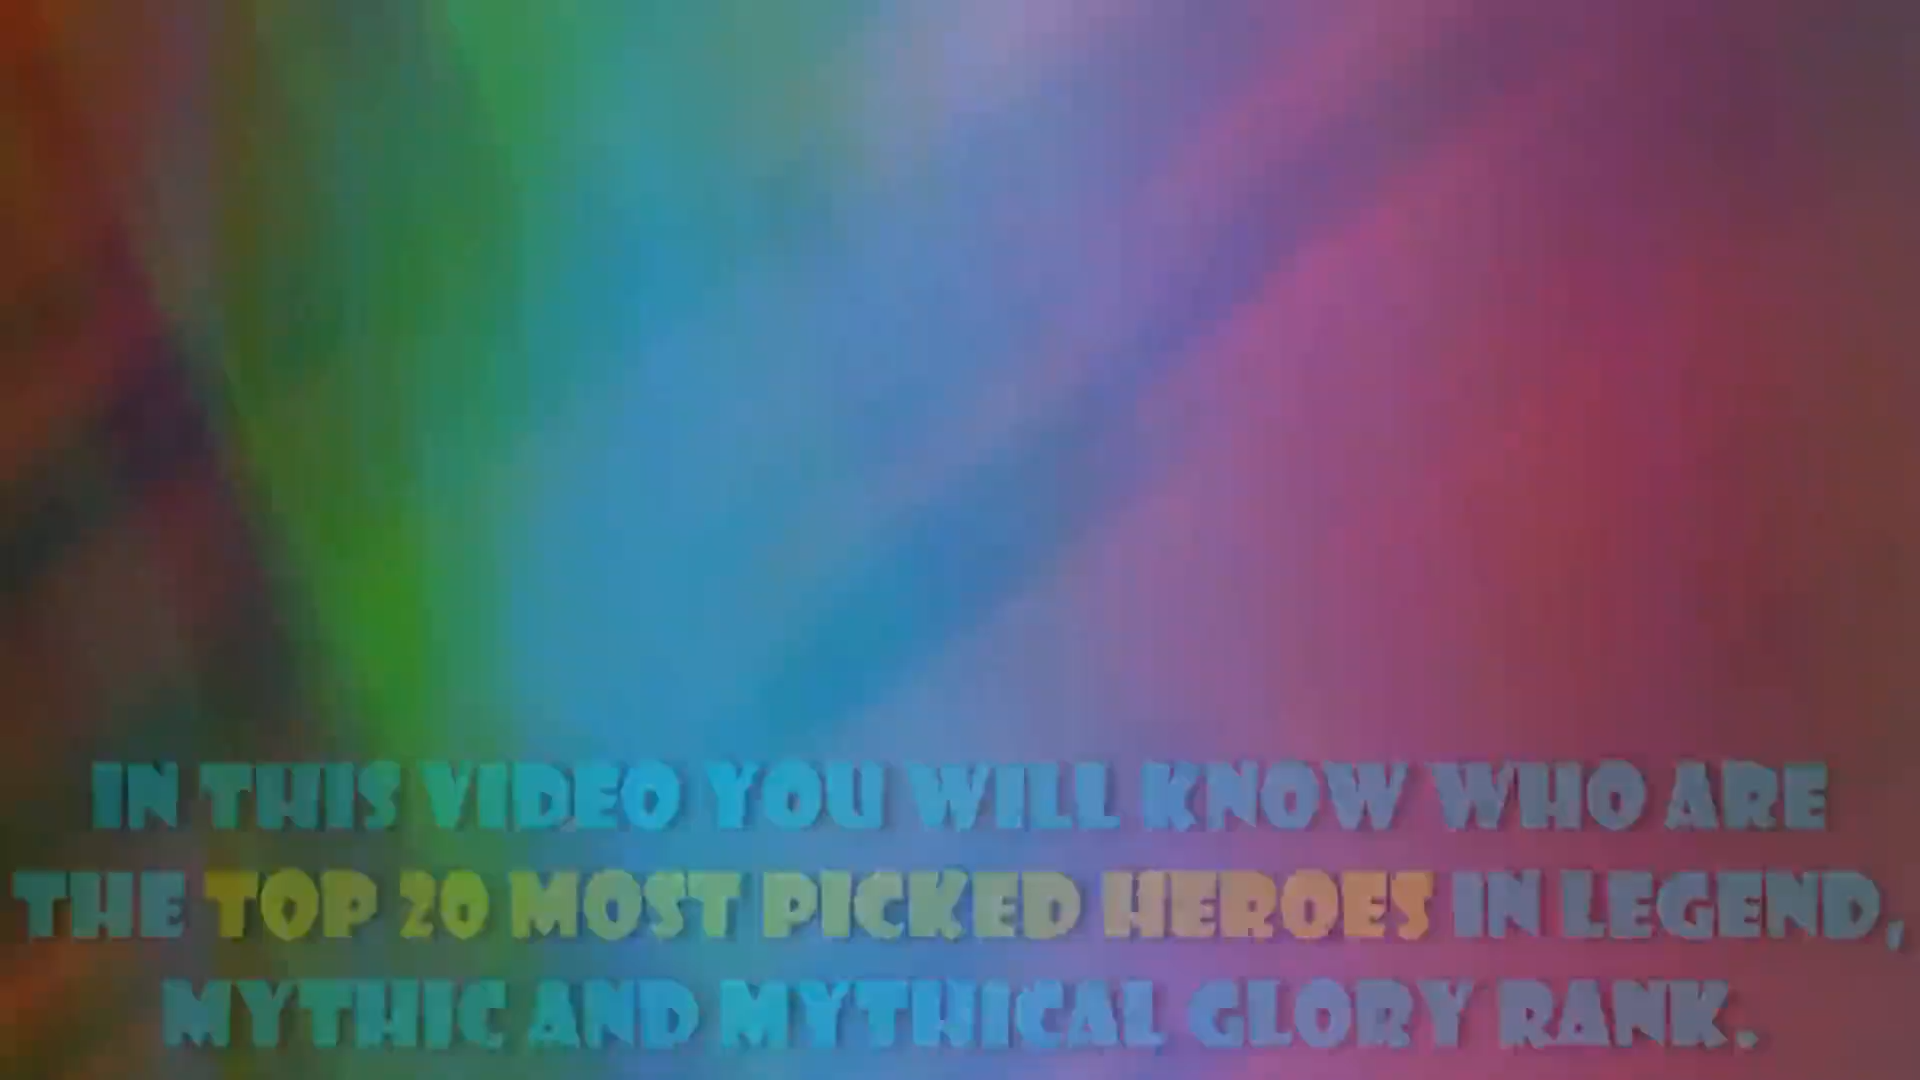 IN THIS VIDEO YOU WILL KNOW WHO ARE
THE TOP 20 MOST PICKED HEROES IN LEGEND,
MYTHIC AND MYTHICAL GLORY RANK.